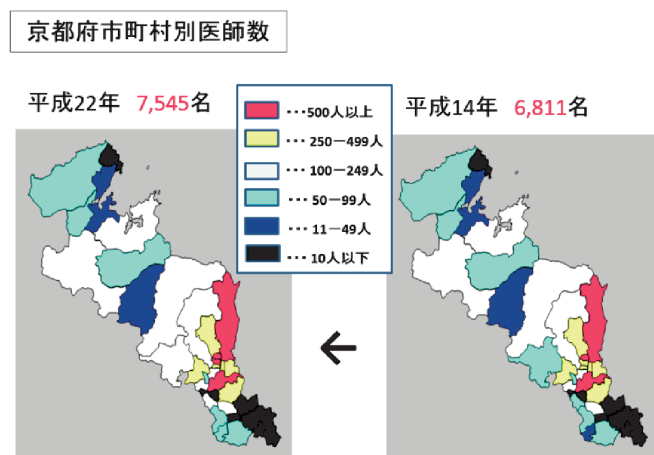 京都府市町村別医師数
平成22年 7,545名
平成14年 6,811名
…500人以上
…250－499人
…100－249人
…50－99人
…11－49人
…10人以下
←